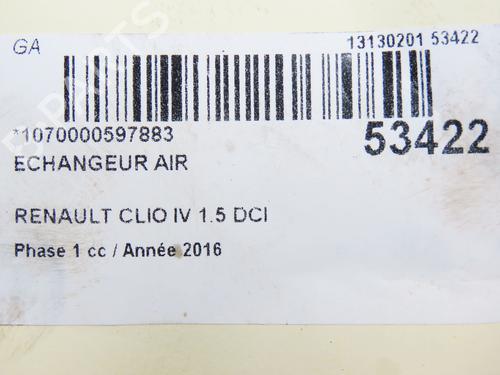 GA
13130201 53422
*1070000597883
53422
ECHANGEUR AIR
RENAULT CLIO IV 1.5 DCI
Phase 1 cc / Année 2016